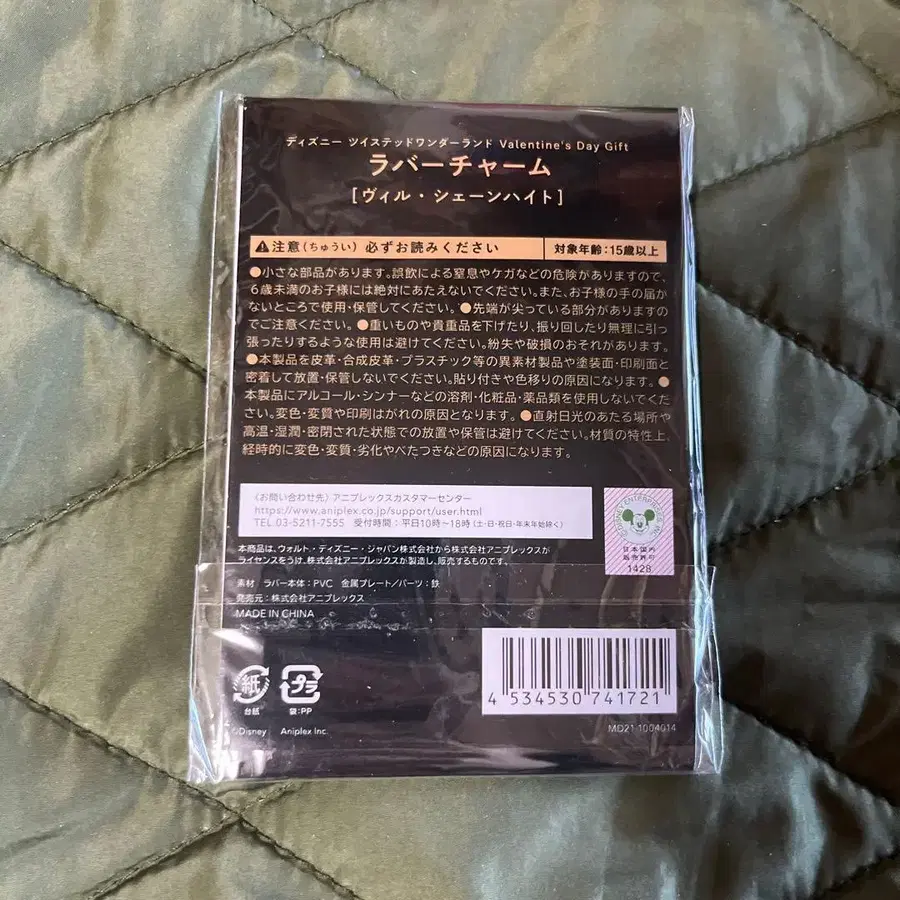 ディズニー ツイステッドワンダーランド Valentine's Day Gift
ラバーチャーム
[ヴィル・シェーンハイト]
⚠注意(ちゅうい) 必ずお読みください
対象年齢:15歳以上
●小さな部品があります。誤飲による窒息やケガなどの危険がありますので、
6歳未満のお子様には絶対にあたえないでください。また、お子様の手の届か
ないところで使用・保管してください。●先端が尖っている部分があります
のでご注意ください。●重いものや貴重品を下げたり、振り回したり無理に引っ
張ったりするような使用は避けてください。紛失や破損のおそれがあります。
●本製品を皮革・合成皮革・プラスチック等の異素材製品や塗装面・印刷面と
密着して放置・保管しないでください。貼り付きや色移りの原因になります。●
本製品にアルコール・シンナーなどの溶剤・化粧品・薬品類を使用しないでくだ
さい。変色・変質や印刷はがれの原因となります。●直射日光のあたる場所や
高温・湿潤・密閉された状態での放置や保管は避けてください。材質の特性上、
経時的に変色・変質・劣化やべたつきなどの原因になります。
〈お問い合わせ先〉アニプレックスカスタマーセンター
https://www.aniplex.co.jp/support/user.html
TEL.03-5211-7555 受付時間:平日10時～18時(土・日・祝日・年末年始除く)
日本国内
販売許可
1428
本商品は、ウォルト・ディズニー・ジャパン株式会社から株式会社アニプレックスが
ライセンスをうけ、株式会社アニプレックスが製造し、販売するものです。
素材 ラバー本体:PVC 金属プレート/パーツ:鉄
発売元:株式会社アニプレックス
MADE IN CHINA
紙
台紙
プラ
袋:PP
4 534530 741721
©Disney Aniplex Inc.
MD21-1004014